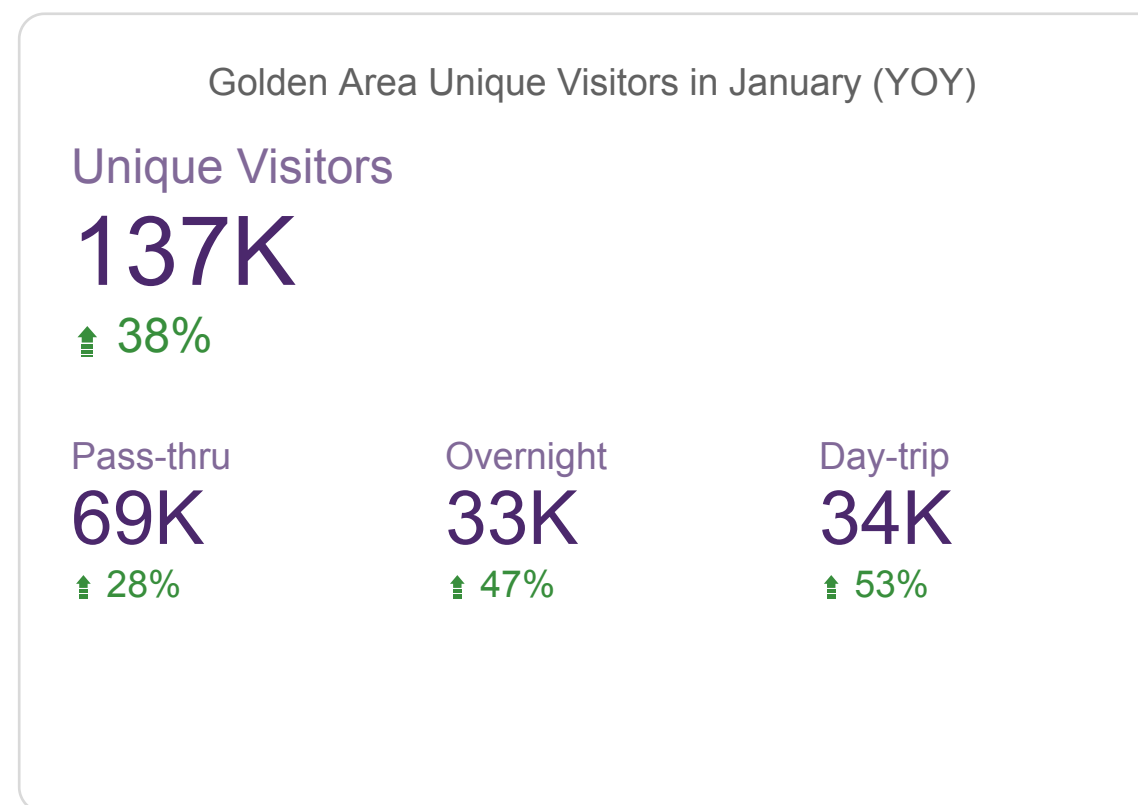 Golden Area Unique Visitors in January (YOY)
Unique Visitors
137K
38%
Pass-thru Overnight Day-trip
69K 33K 34K
28% 47% 53%